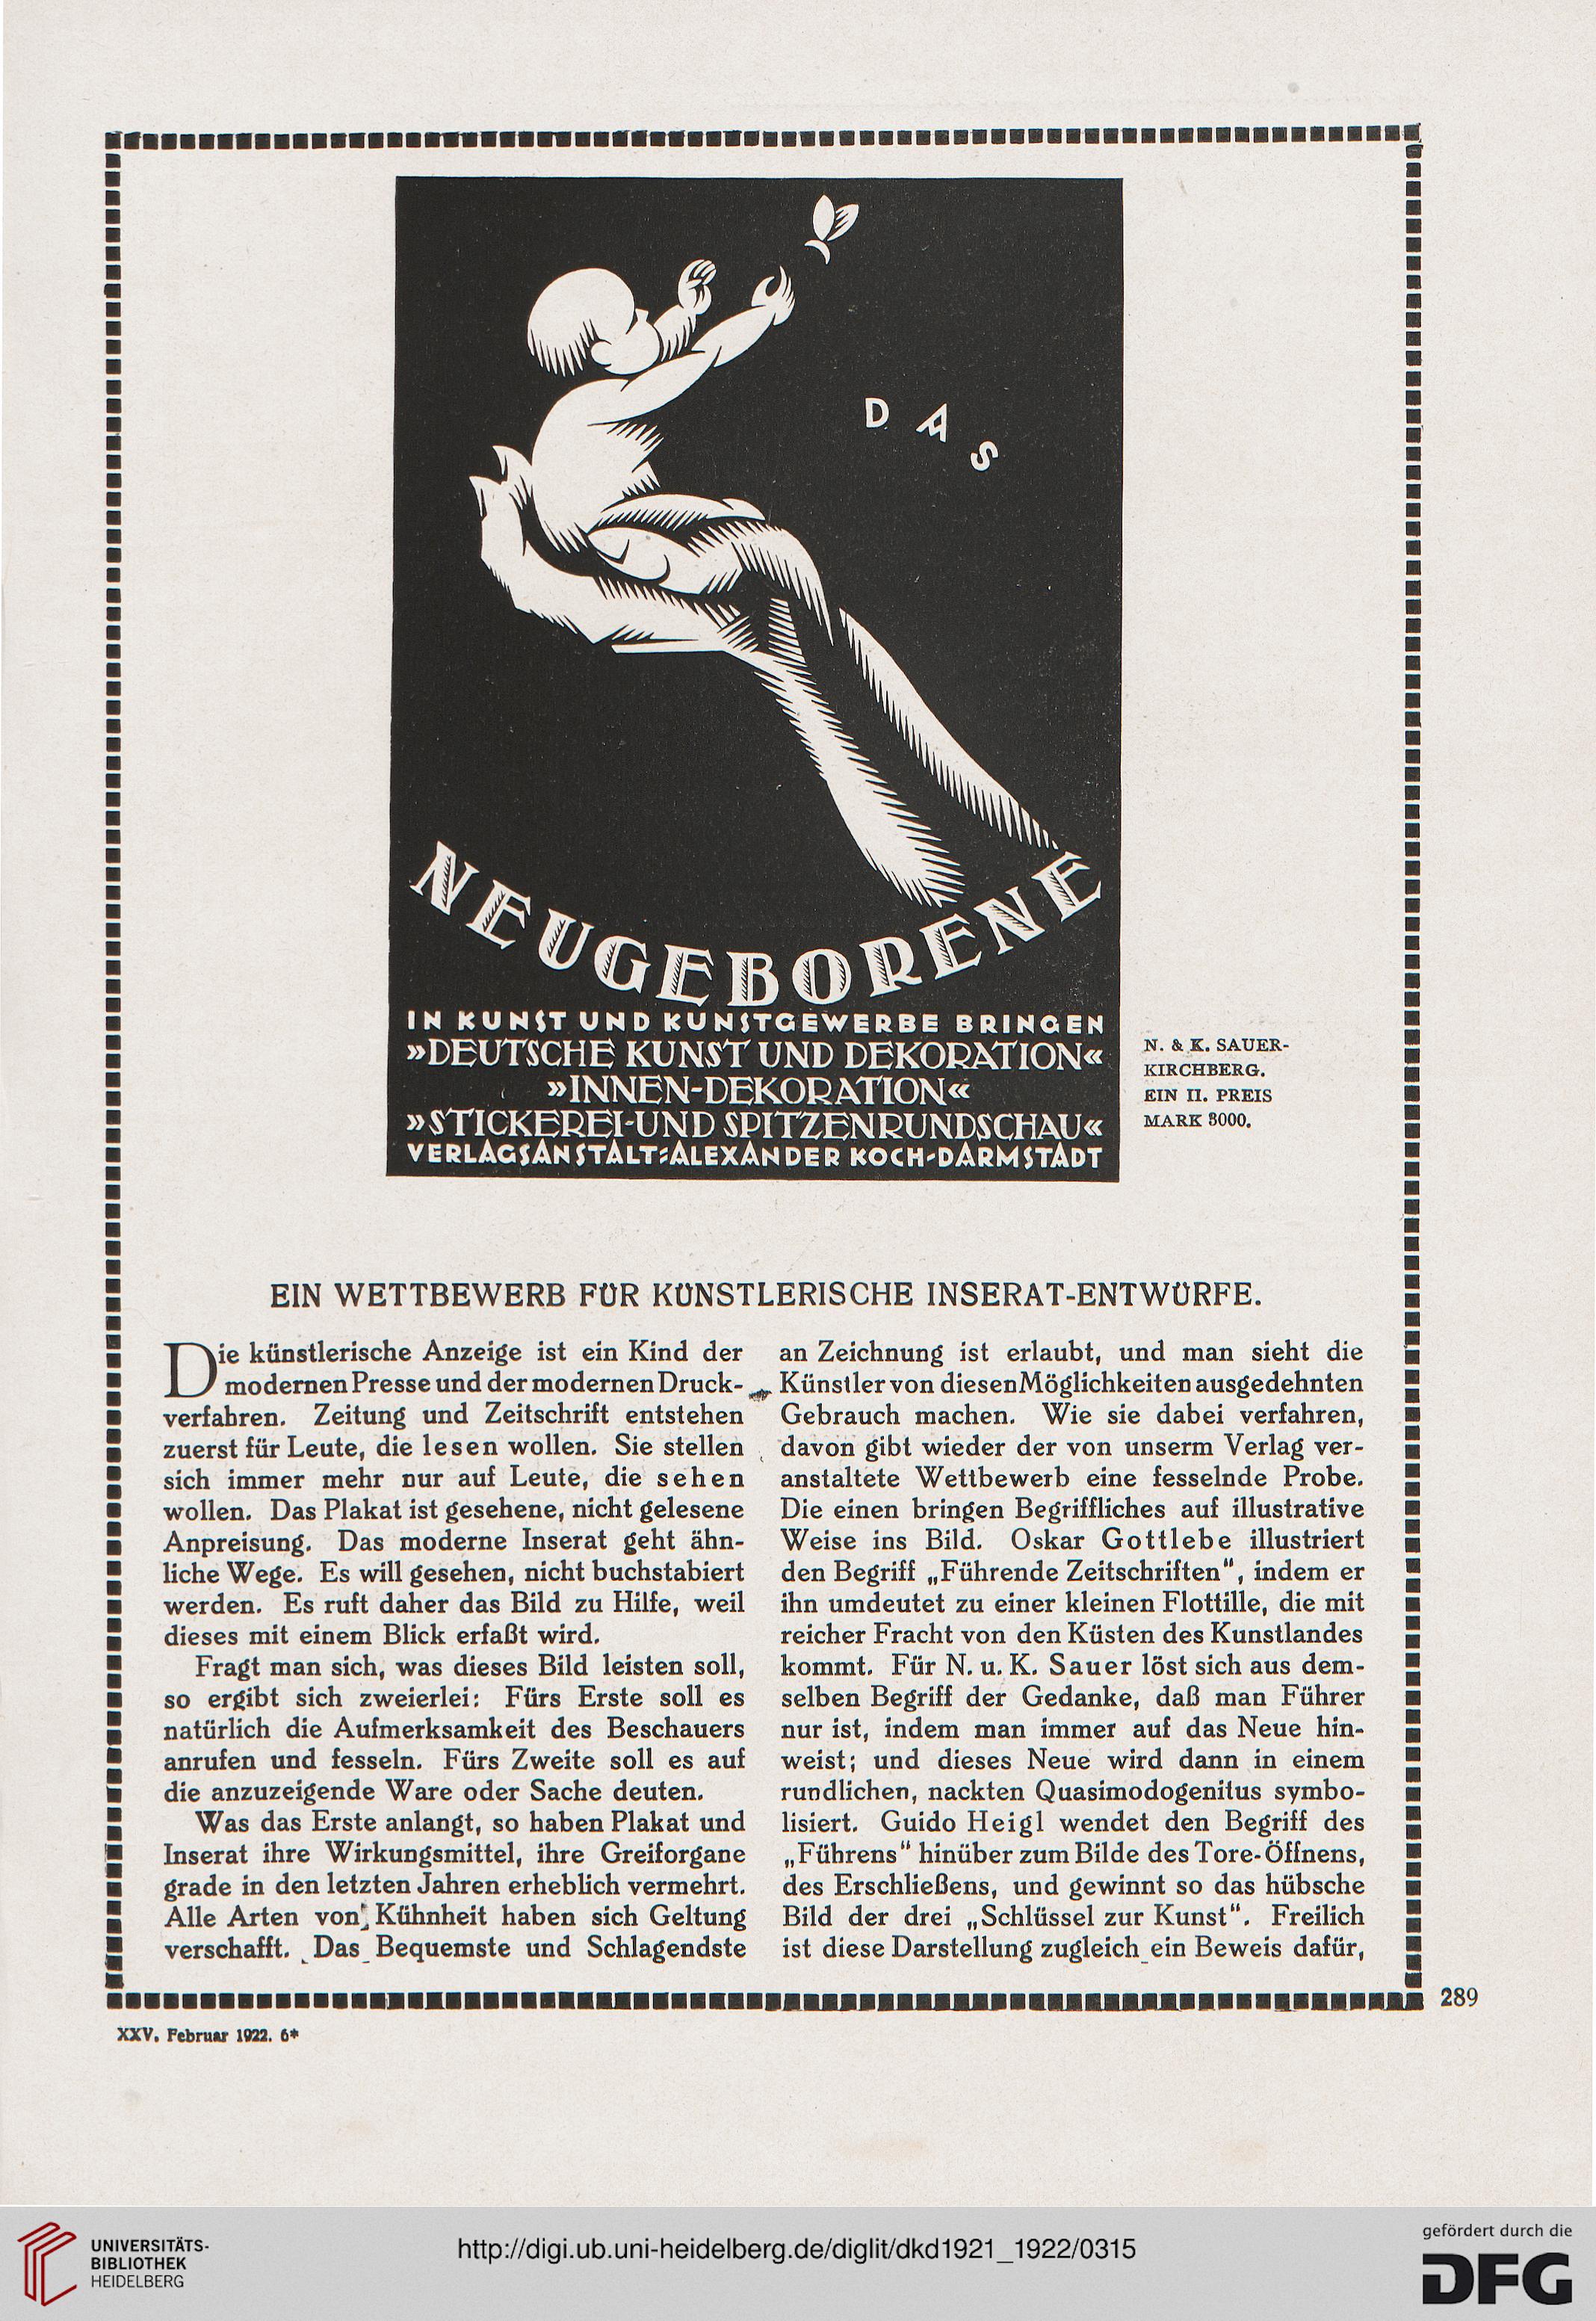 DAS
NEUGEBORENE
IN KUNST UND KUNSTGEWERBE BRINGEN
»DEUTSCHE KUNST UND DEKORATION«
»INNEN-DEKORATION«
»STICKEREI-UND SPITZENRUNDSCHAU«
VERLAGSANSTALT:ALEXANDER KOCH-DARMSTADT
N. & K. SAUER-
KIRCHBERG.
EIN II. PREIS
MARK 3000.
EIN WETTBEWERB FÜR KÜNSTLERISCHE INSERAT-ENTWÜRFE.
Die künstlerische Anzeige ist ein Kind der
modernen Presse und der modernen Druck-
verfahren. Zeitung und Zeitschrift entstehen
zuerst für Leute, die lesen wollen. Sie stellen
sich immer mehr nur auf Leute, die sehen
wollen. Das Plakat ist gesehene, nicht gelesene
Anpreisung. Das moderne Inserat geht ähn-
liche Wege. Es will gesehen, nicht buchstabiert
werden. Es ruft daher das Bild zu Hilfe, weil
dieses mit einem Blick erfaßt wird.
Fragt man sich, was dieses Bild leisten soll,
so ergibt sich zweierlei: Fürs Erste soll es
natürlich die Aufmerksamkeit des Beschauers
anrufen und fesseln. Fürs Zweite soll es auf
die anzuzeigende Ware oder Sache deuten.
Was das Erste anlangt, so haben Plakat und
Inserat ihre Wirkungsmittel, ihre Greiforgane
grade in den letzten Jahren erheblich vermehrt.
Alle Arten von Kühnheit haben sich Geltung
verschafft. Das Bequemste und Schlagendste
an Zeichnung ist erlaubt, und man sieht die
Künstler von diesen Möglichkeiten ausgedehnten
Gebrauch machen. Wie sie dabei verfahren,
davon gibt wieder der von unserm Verlag ver-
anstaltete Wettbewerb eine fesselnde Probe.
Die einen bringen Begriffliches auf illustrative
Weise ins Bild. Oskar Gottlebe illustriert
den Begriff „Führende Zeitschriften", indem er
ihn umdeutet zu einer kleinen Flottille, die mit
reicher Fracht von den Küsten des Kunstlandes
kommt. Für N. u. K. Sauer löst sich aus dem-
selben Begriff der Gedanke, daß man Führer
nur ist, indem man immer auf das Neue hin-
weist; und dieses Neue wird dann in einem
rundlichen, nackten Quasimodogenitus symbo-
lisiert. Guido Heigl wendet den Begriff des
„Führens" hinüber zum Bilde des Tore-Öffnens,
des Erschließens, und gewinnt so das hübsche
Bild der drei „Schlüssel zur Kunst". Freilich
ist diese Darstellung zugleich ein Beweis dafür,
289
XXV. Februar 1922. 6*
UNIVERSITÄTS-
BIBLIOTHEK
HEIDELBERG
http://digi.ub.uni-heidelberg.de/diglit/dkd1921_1922/0315
gefördert durch die
DFG